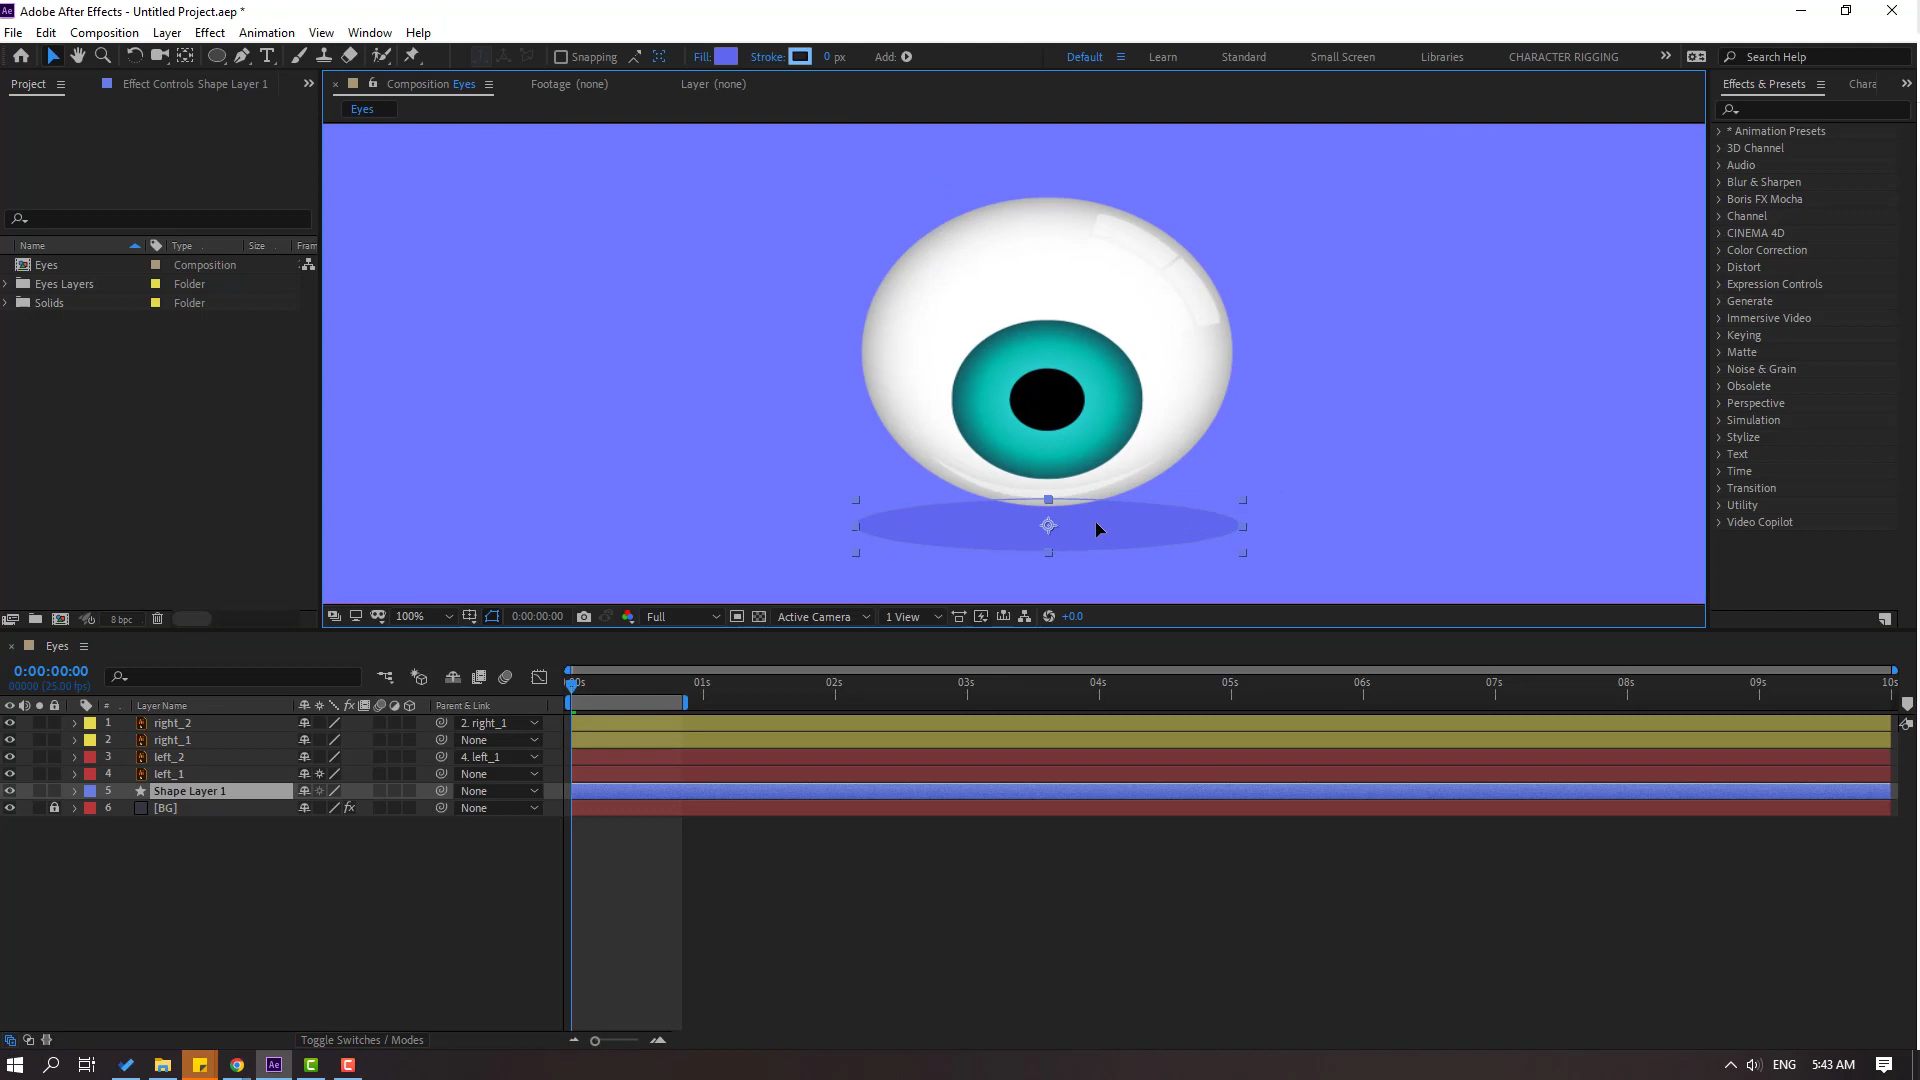 Adobe After Effects - Untitled Project.aep *
File Edit Composition Layer Effect Animation View Window Help
Snapping Fill: Stroke: 0 px Add: Default Learn Standard Small Screen Libraries CHARACTER RIGGING Search Help
Project Effect Controls Shape Layer 1 Composition Eyes Footage (none) Layer (none) Effects & Presets Chara
Eyes
* Animation Presets
3D Channel
Audio
Blur & Sharpen
Boris FX Mocha
Channel
CINEMA 4D
Color Correction
Distort
Expression Controls
Generate
Immersive Video
Keying
Matte
Noise & Grain
Obsolete
Perspective
Simulation
Stylize
Text
Time
Transition
Utility
Video Copilot
Name Type Size Fram
Eyes Composition
Eyes Layers Folder
Solids Folder
8 bpc
100% 0:00:00:00 Full Active Camera 1 View +0.0
Eyes
0:00:00:00
00000 (25.00 fps)
00s 01s 02s 03s 04s 05s 06s 07s 08s 09s 10s
# Layer Name fx Parent & Link
1 right_2 2. right_1
2 right_1 None
3 left_2 4. left_1
4 left_1 None
5 Shape Layer 1 None
6 [BG] fx None
Toggle Switches / Modes
Ae ENG 5:43 AM